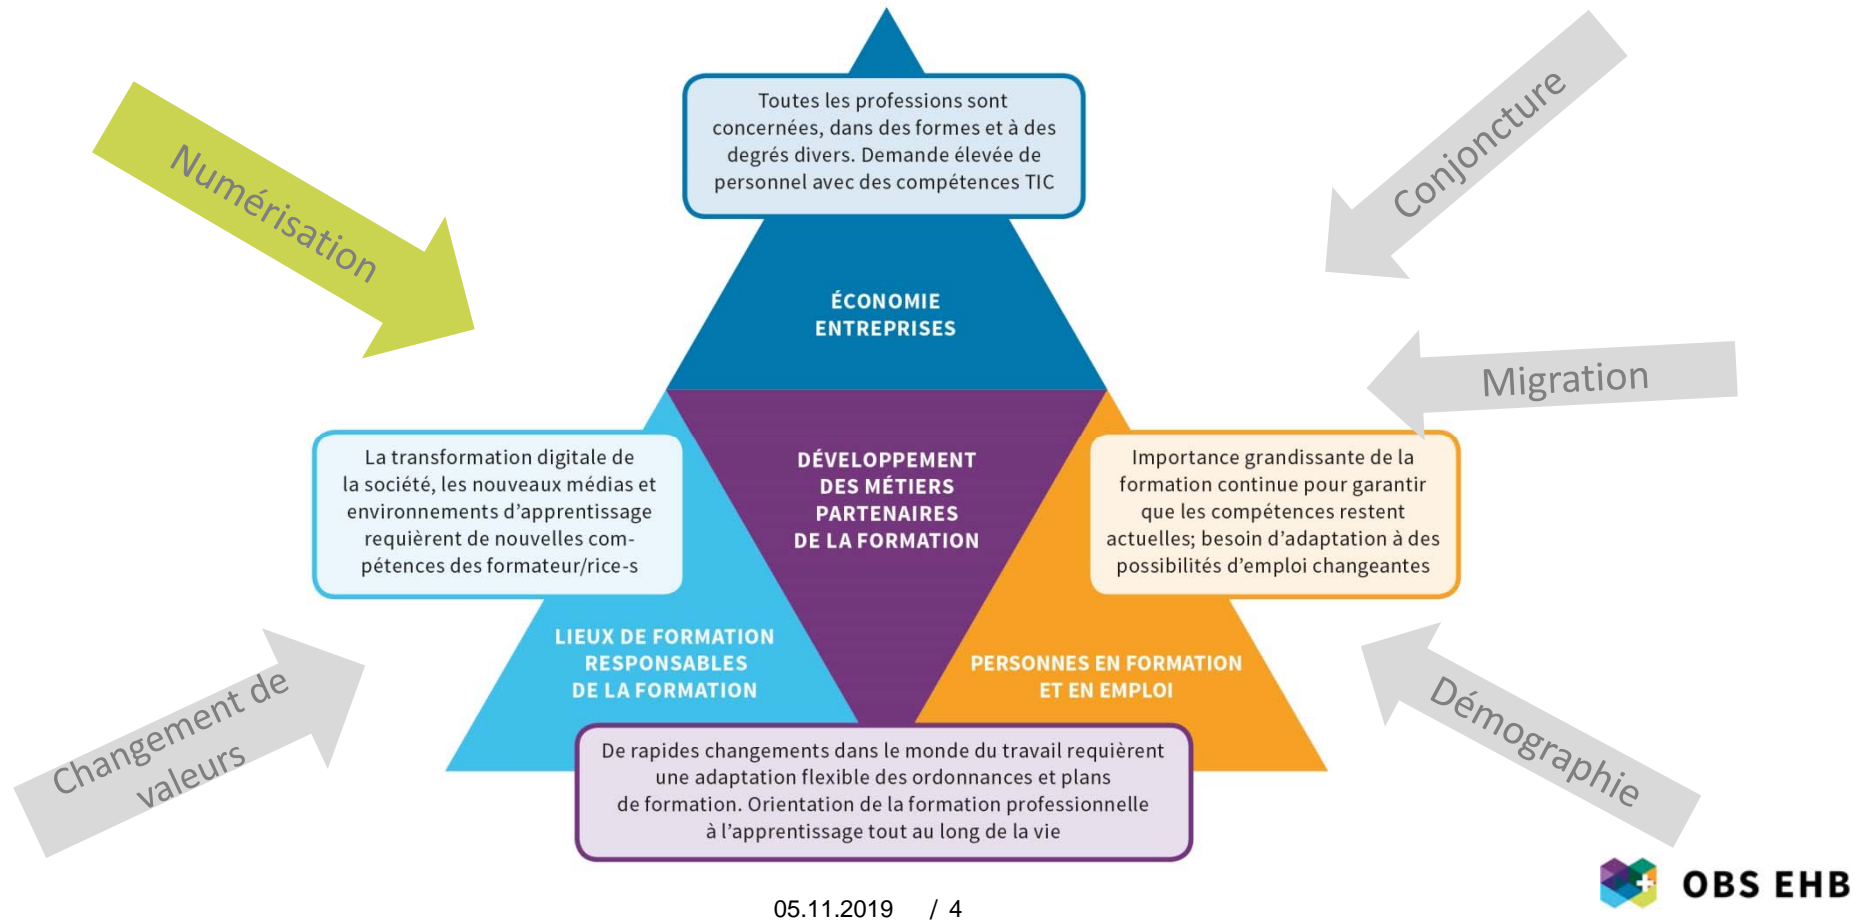 Toutes les professions sont
concernées, dans des formes et à des
degrés divers. Demande élevée de
personnel avec des compétences TIC
Numérisation
Conjoncture
ÉCONOMIE
ENTREPRISES
Migration
La transformation digitale de
la société, les nouveaux médias et
environnements d'apprentissage
requièrent de nouvelles com-
pétences des formateur/rice-s
DÉVELOPPEMENT
DES MÉTIERS
PARTENAIRES
DE LA FORMATION
Importance grandissante de la
formation continue pour garantir
que les compétences restent
actuelles; besoin d'adaptation à des
possibilités d'emploi changeantes
LIEUX DE FORMATION
RESPONSABLES
DE LA FORMATION
PERSONNES EN FORMATION
ET EN EMPLOI
Changement de
valeurs
Démographie
De rapides changements dans le monde du travail requièrent
une adaptation flexible des ordonnances et plans
de formation. Orientation de la formation professionnelle
à l'apprentissage tout au long de la vie
OBS EHB
05.11.2019 / 4